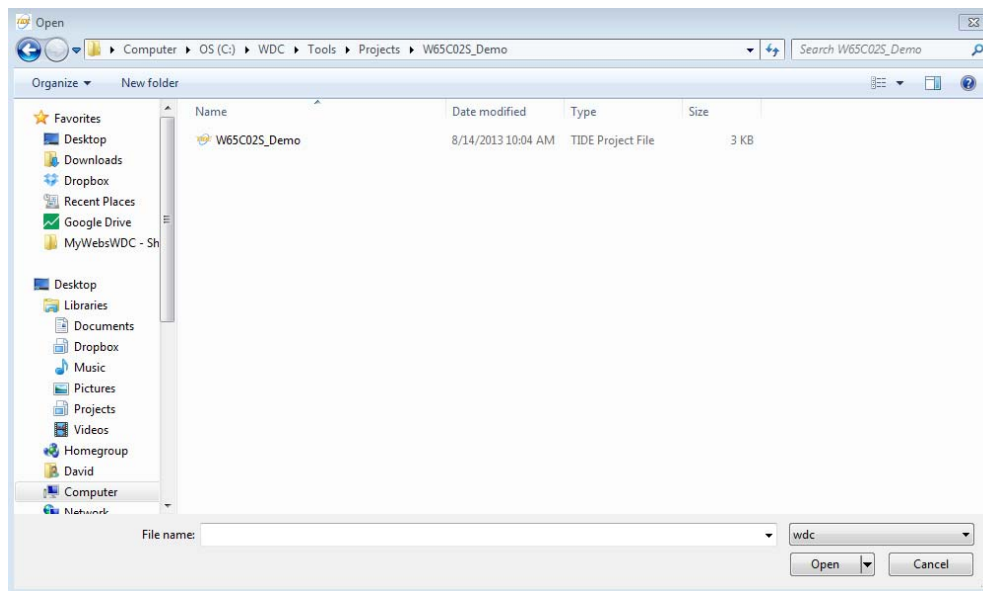 Open
Computer ▸ OS (C:) ▸ WDC ▸ Tools ▸ Projects ▸ W65C02S_Demo
Search W65C02S_Demo
Organize New folder
Name Date modified Type Size
W65C02S_Demo 8/14/2013 10:04 AM TIDE Project File 3 KB
Favorites
Desktop
Downloads
Dropbox
Recent Places
Google Drive
MyWebsWDC - Sh
Desktop
Libraries
Documents
Dropbox
Music
Pictures
Projects
Videos
Homegroup
David
Computer
Network
File name: wdc
Open Cancel